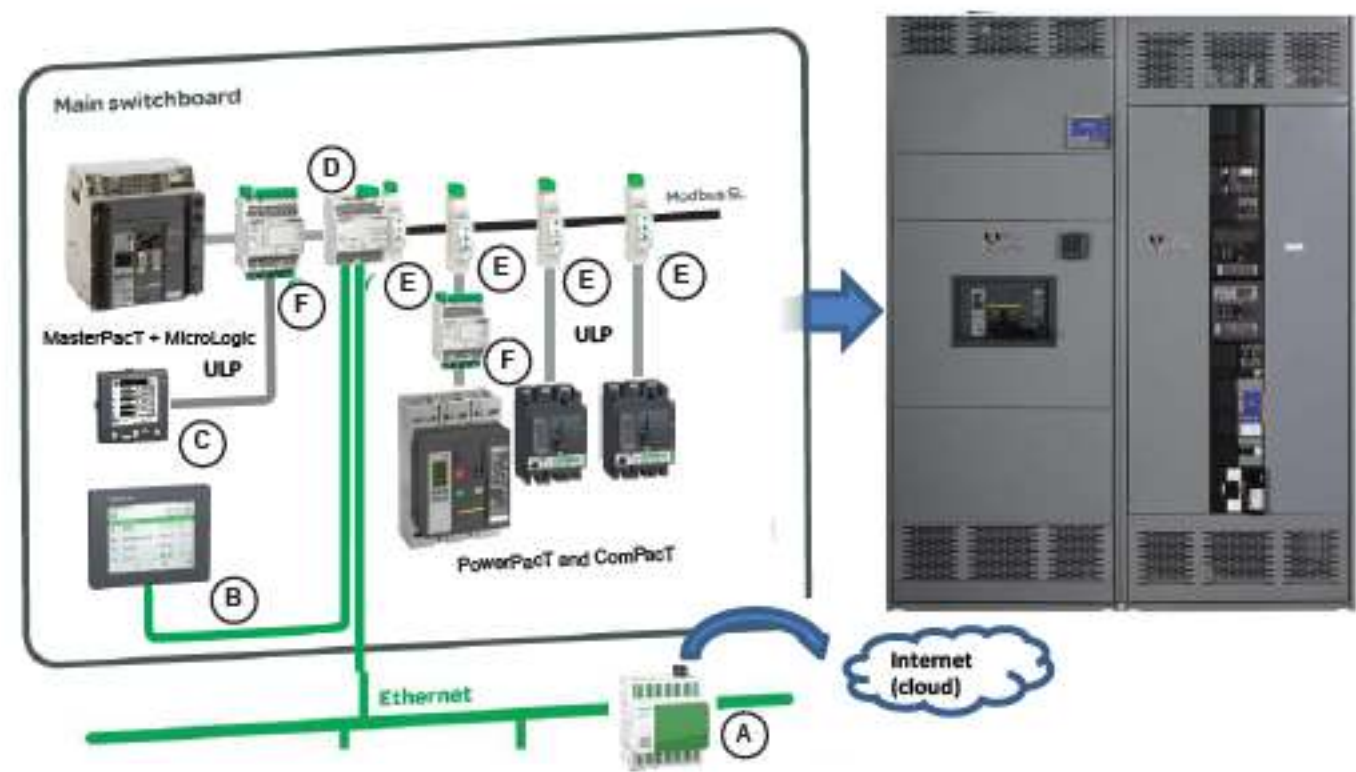 Main switchboard
D
Modbus SL
E
E
E
E
F
MasterPacT + MicroLogic
ULP
F
ULP
C
B
PowerPacT and ComPacT
Ethernet
A
Internet
(cloud)